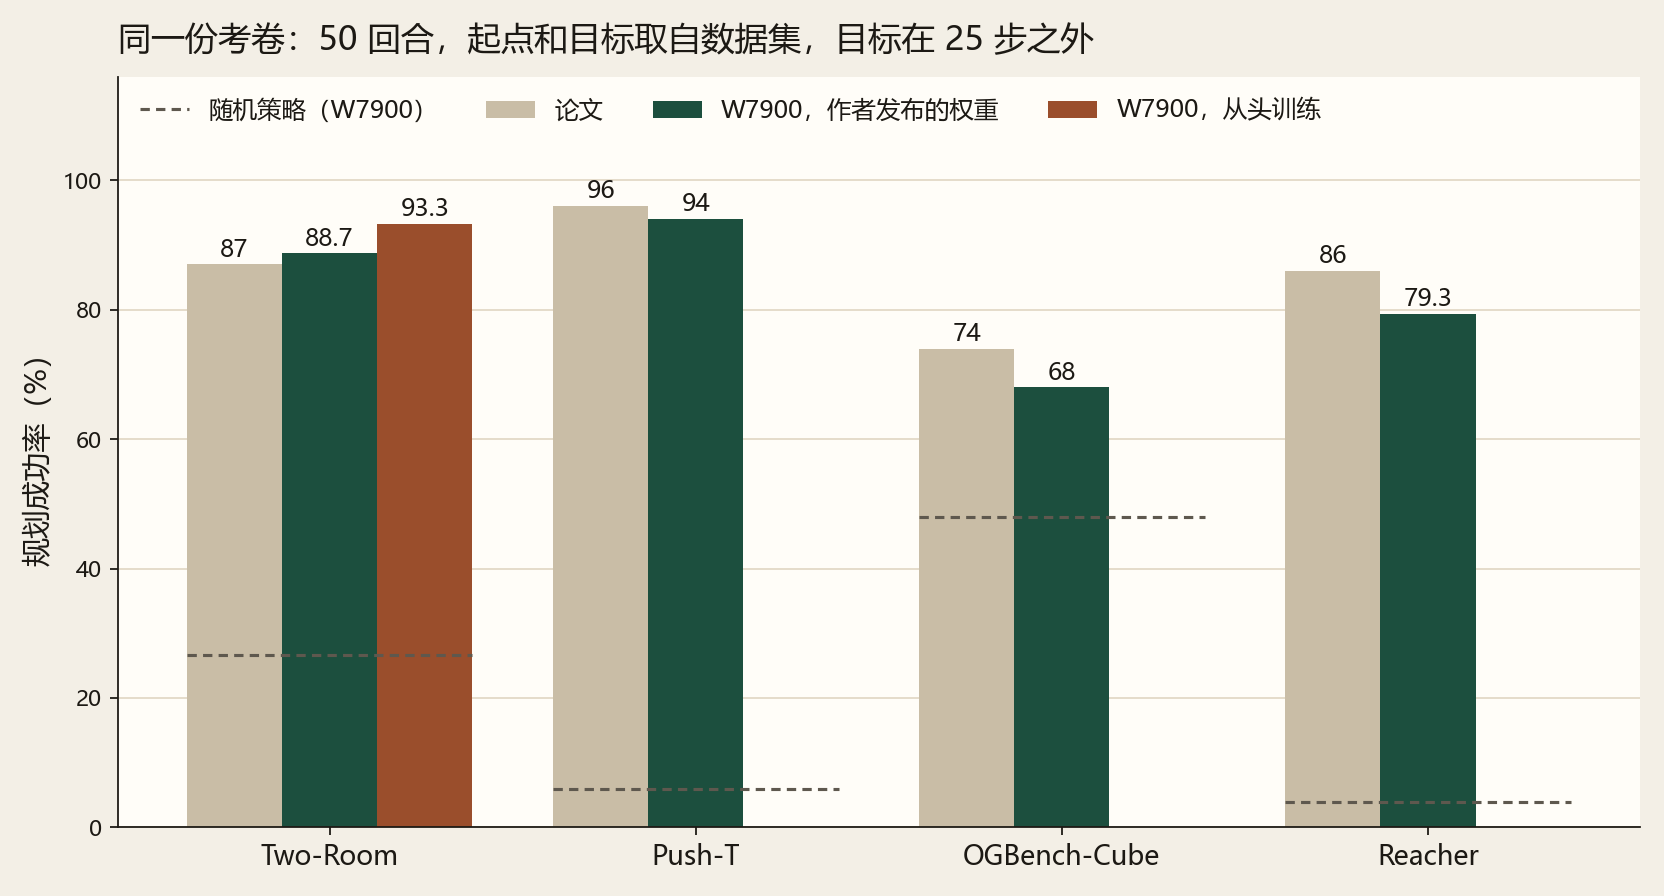 同一份考卷：50 回合，起点和目标取自数据集，目标在 25 步之外
随机策略（W7900） 论文 W7900，作者发布的权重 W7900，从头训练
规划成功率（%）
100
80
60
40
20
0
87 88.7 93.3
96 94
74 68
86 79.3
Two-Room Push-T OGBench-Cube Reacher